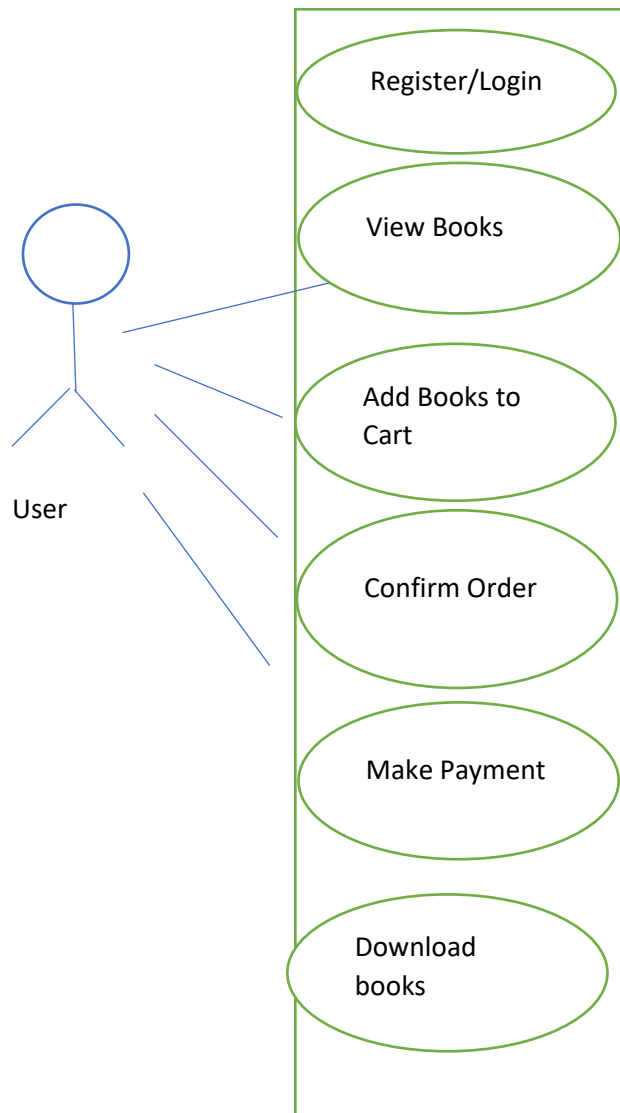 Register/Login
View Books
Add Books to
Cart
User
Confirm Order
Make Payment
Download
books